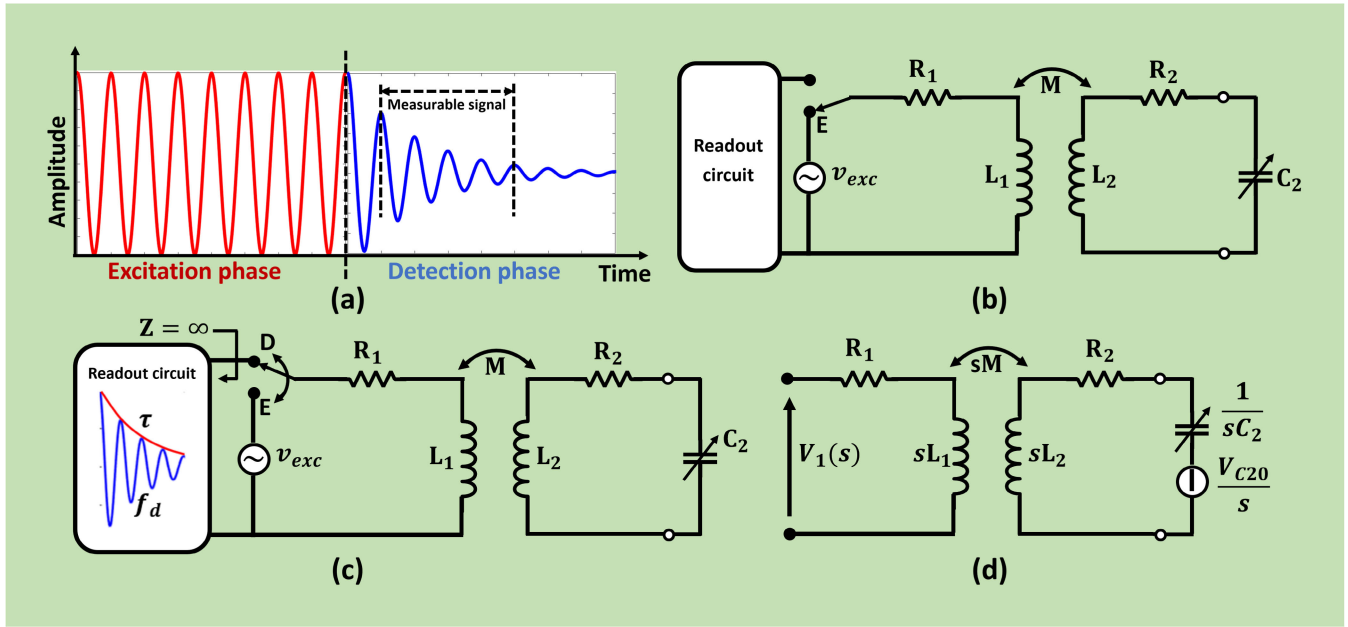 Amplitude
Measurable signal
Excitation phase
Detection phase
Time
(a)
Readout
circuit
E
v_exc
R₁
M
R₂
L₁
L₂
C₂
(b)
Z = ∞
Readout circuit
τ
f_d
D
E
v_exc
R₁
M
R₂
L₁
L₂
C₂
(c)
R₁
sM
R₂
V₁(s)
sL₁
sL₂
1
sC₂
V_C20
s
(d)